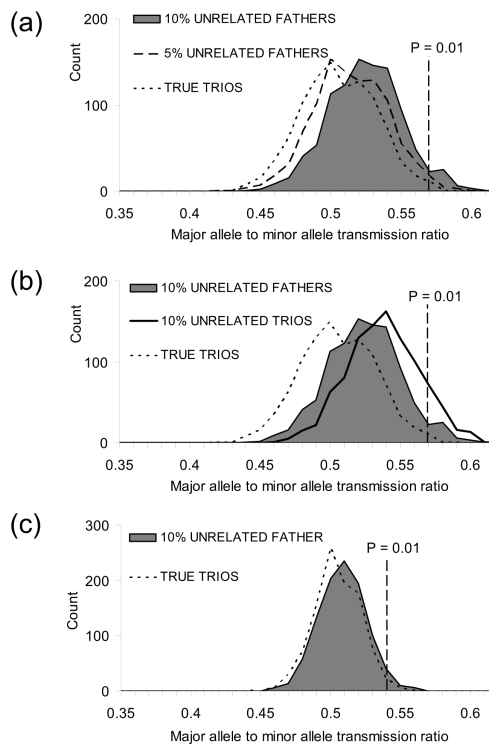 (a)
10% UNRELATED FATHERS
5% UNRELATED FATHERS
TRUE TRIOS
P = 0.01
Count
200
100
0
0.35 0.4 0.45 0.5 0.55 0.6
Major allele to minor allele transmission ratio
(b)
10% UNRELATED FATHERS
10% UNRELATED TRIOS
TRUE TRIOS
P = 0.01
Count
200
100
0
0.35 0.4 0.45 0.5 0.55 0.6
Major allele to minor allele transmission ratio
(c)
10% UNRELATED FATHER
TRUE TRIOS
P = 0.01
Count
300
200
100
0
0.35 0.4 0.45 0.5 0.55 0.6
Major allele to minor allele transmission ratio